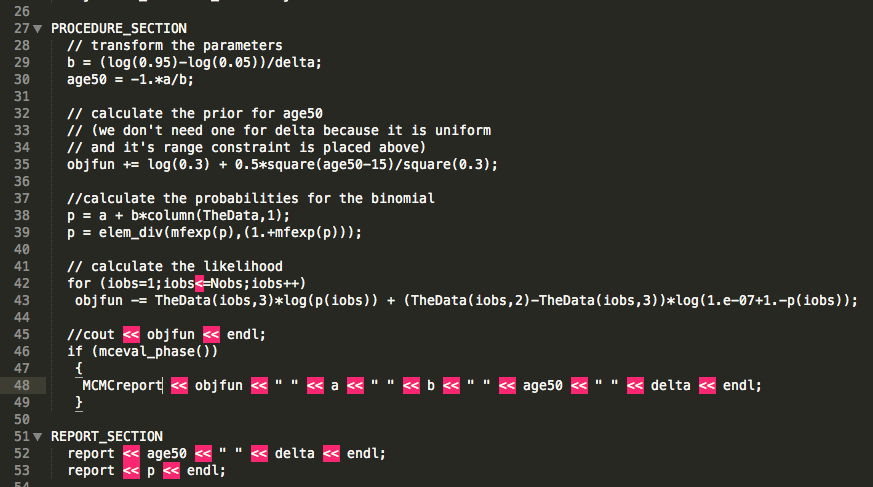 26
27 PROCEDURE_SECTION
28 // transform the parameters
29 b = (log(0.95)-log(0.05))/delta;
30 age50 = -1.*a/b;
31
32 // calculate the prior for age50
33 // (we don't need one for delta because it is uniform
34 // and it's range constraint is placed above)
35 objfun += log(0.3) + 0.5*square(age50-15)/square(0.3);
36
37 //calculate the probabilities for the binomial
38 p = a + b*column(TheData,1);
39 p = elem_div(mfexp(p),(1.+mfexp(p)));
40
41 // calculate the likelihood
42 for (iobs=1;iobs<=Nobs;iobs++)
43 objfun -= TheData(iobs,3)*log(p(iobs)) + (TheData(iobs,2)-TheData(iobs,3))*log(1.e-07+1.-p(iobs));
44
45 //cout << objfun << endl;
46 if (mceval_phase())
47 {
48 MCMCreport << objfun << " " << a << " " << b << " " << age50 << " " << delta << endl;
49 }
50
51 REPORT_SECTION
52 report << age50 << " " << delta << endl;
53 report << p << endl;
54